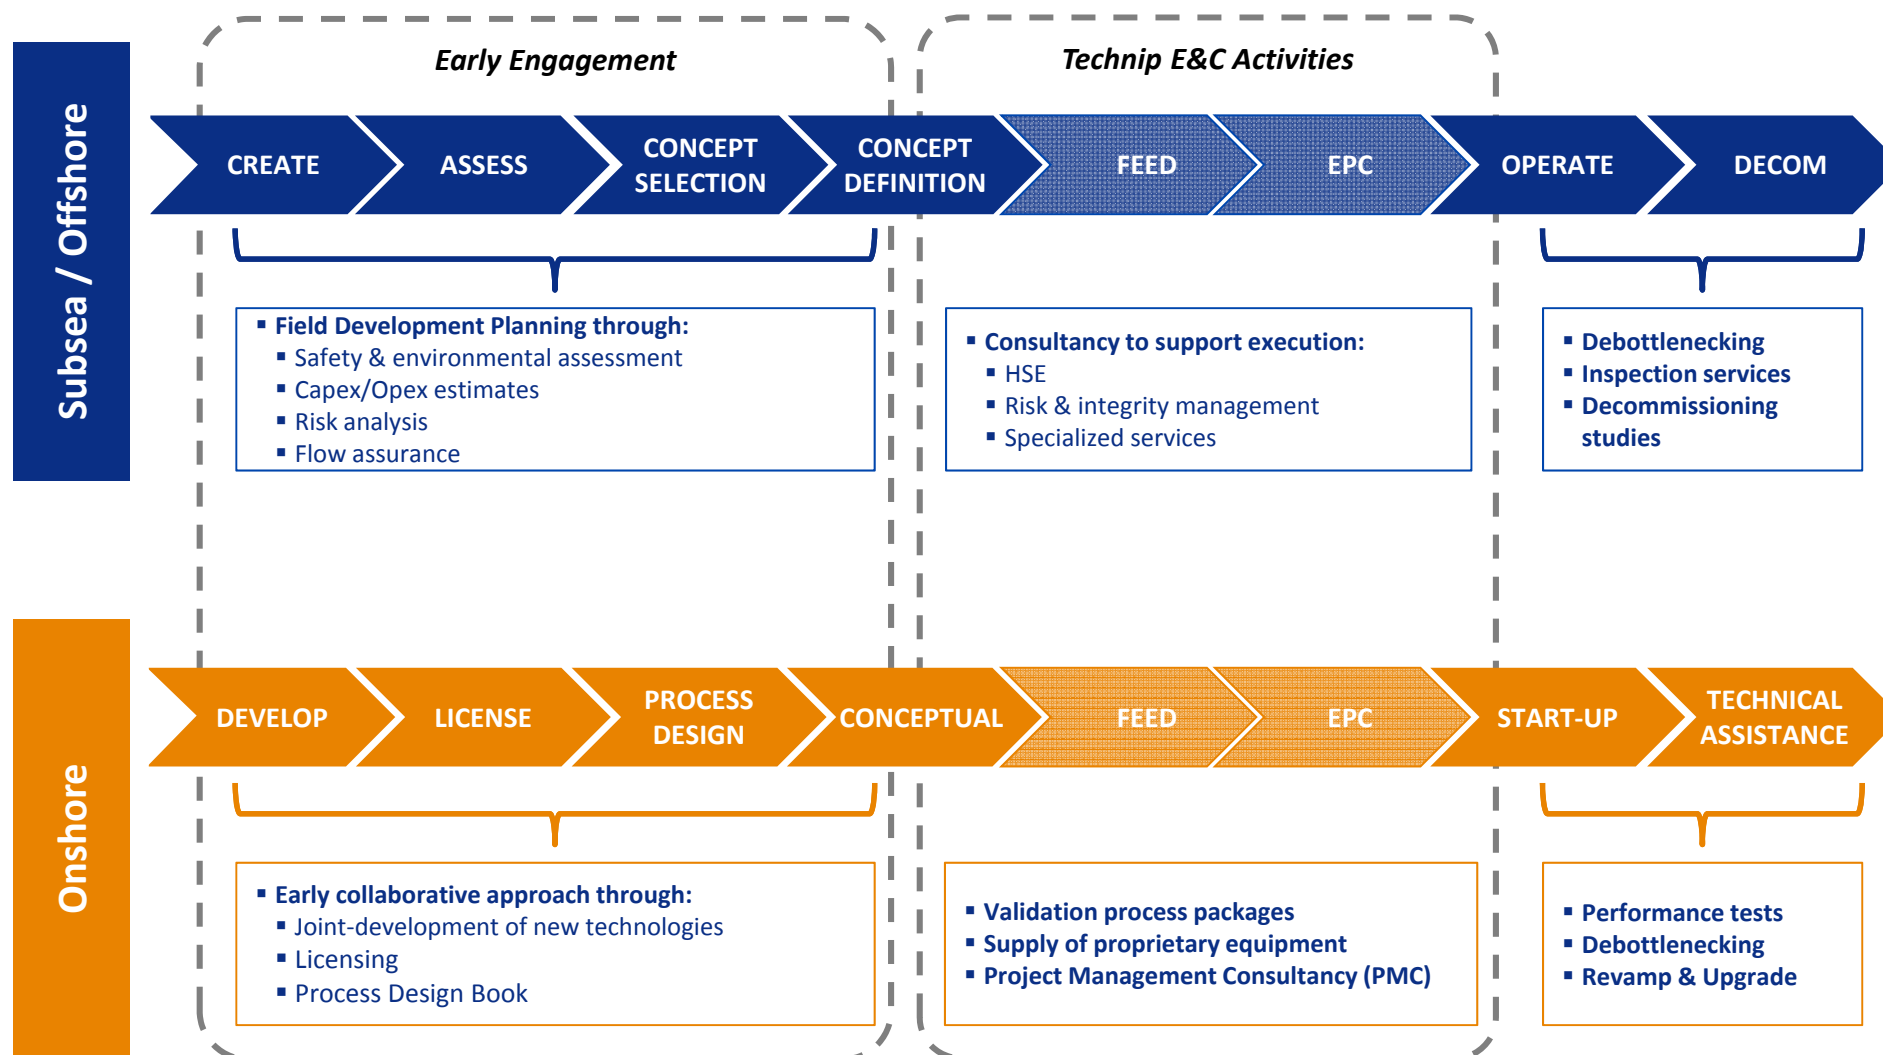 Early Engagement
Technip E&C Activities
Subsea / Offshore
CREATE
ASSESS
CONCEPT
SELECTION
CONCEPT
DEFINITION
FEED
EPC
OPERATE
DECOM
▪ Field Development Planning through:
▪ Safety & environmental assessment
▪ Capex/Opex estimates
▪ Risk analysis
▪ Flow assurance
▪ Consultancy to support execution:
▪ HSE
▪ Risk & integrity management
▪ Specialized services
▪ Debottlenecking
▪ Inspection services
▪ Decommissioning
studies
Onshore
DEVELOP
LICENSE
PROCESS
DESIGN
CONCEPTUAL
FEED
EPC
START-UP
TECHNICAL
ASSISTANCE
▪ Early collaborative approach through:
▪ Joint-development of new technologies
▪ Licensing
▪ Process Design Book
▪ Validation process packages
▪ Supply of proprietary equipment
▪ Project Management Consultancy (PMC)
▪ Performance tests
▪ Debottlenecking
▪ Revamp & Upgrade